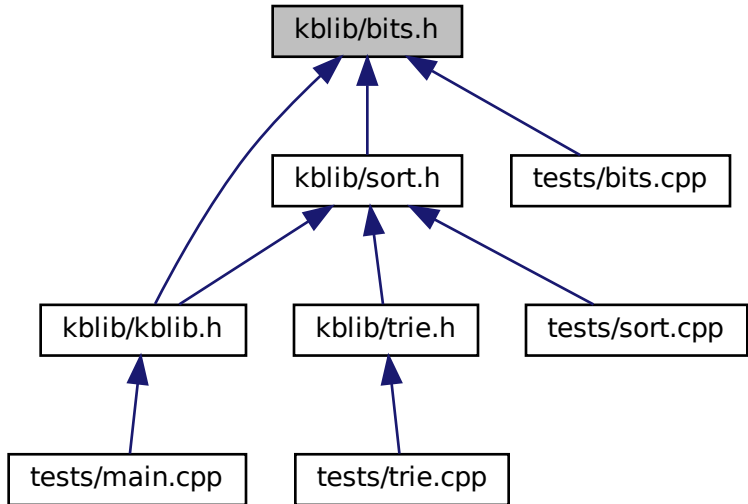 kblib/bits.h
kblib/sort.h
tests/bits.cpp
kblib/kblib.h
kblib/trie.h
tests/sort.cpp
tests/main.cpp
tests/trie.cpp